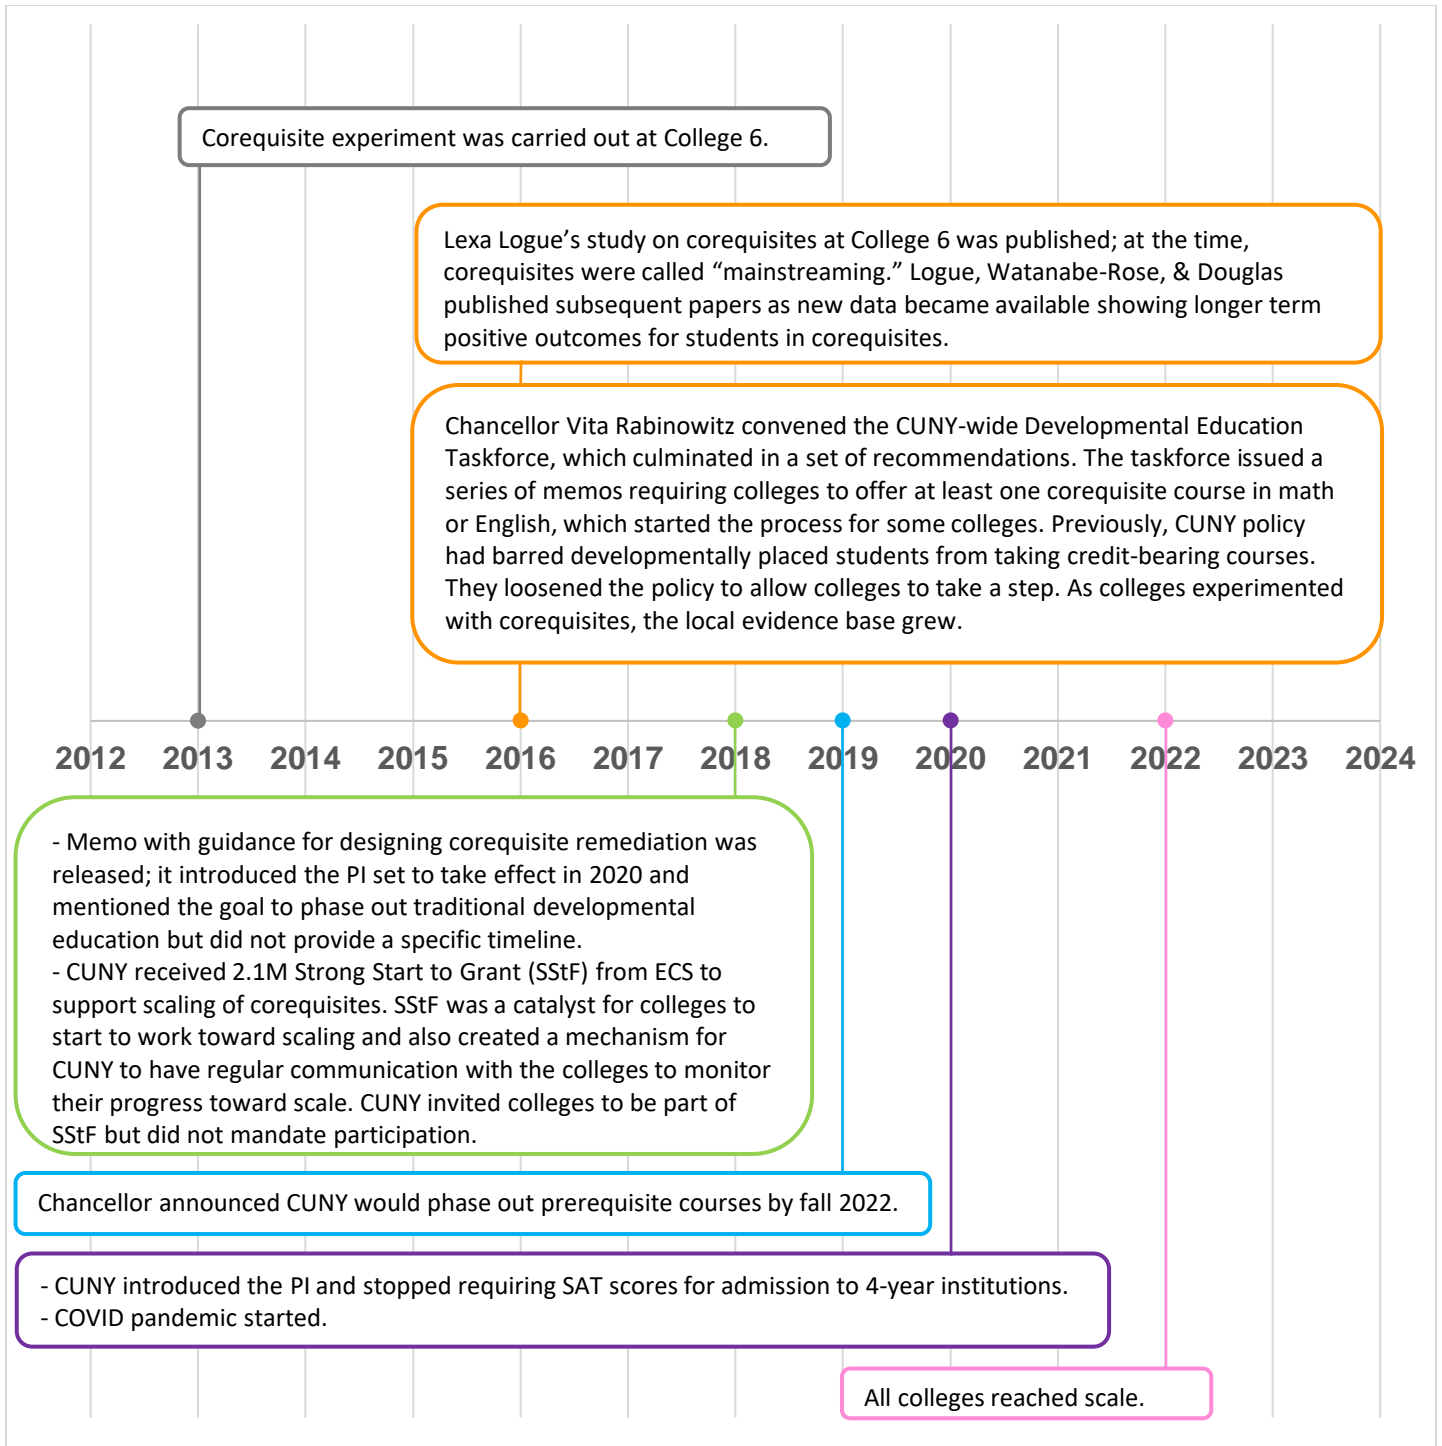 Corequisite experiment was carried out at College 6.
Lexa Logue’s study on corequisites at College 6 was published; at the time,
corequisites were called “mainstreaming.” Logue, Watanabe-Rose, & Douglas
published subsequent papers as new data became available showing longer term
positive outcomes for students in corequisites.
Chancellor Vita Rabinowitz convened the CUNY-wide Developmental Education
Taskforce, which culminated in a set of recommendations. The taskforce issued a
series of memos requiring colleges to offer at least one corequisite course in math
or English, which started the process for some colleges. Previously, CUNY policy
had barred developmentally placed students from taking credit-bearing courses.
They loosened the policy to allow colleges to take a step. As colleges experimented
with corequisites, the local evidence base grew.
2012 2013 2014 2015 2016 2017 2018 2019 2020 2021 2022 2023 2024
- Memo with guidance for designing corequisite remediation was
released; it introduced the PI set to take effect in 2020 and
mentioned the goal to phase out traditional developmental
education but did not provide a specific timeline.
- CUNY received 2.1M Strong Start to Grant (SStF) from ECS to
support scaling of corequisites. SStF was a catalyst for colleges to
start to work toward scaling and also created a mechanism for
CUNY to have regular communication with the colleges to monitor
their progress toward scale. CUNY invited colleges to be part of
SStF but did not mandate participation.
Chancellor announced CUNY would phase out prerequisite courses by fall 2022.
- CUNY introduced the PI and stopped requiring SAT scores for admission to 4-year institutions.
- COVID pandemic started.
All colleges reached scale.